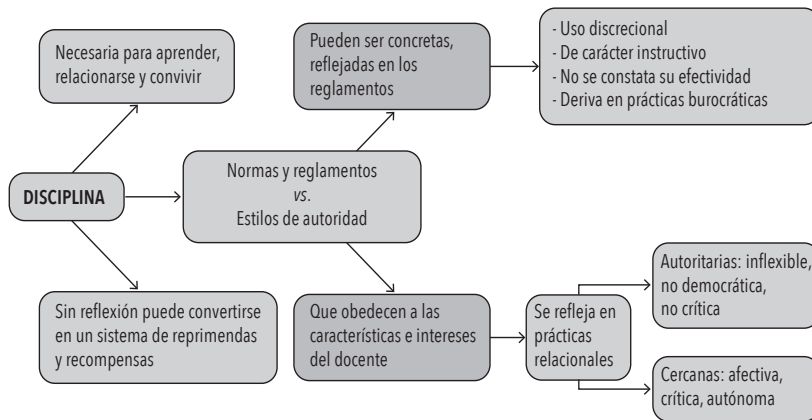 Necesaria para aprender,
relacionarse y convivir
Pueden ser concretas,
reflejadas en los
reglamentos
- Uso discrecional
- De carácter instructivo
- No se constata su efectividad
- Deriva en prácticas burocráticas
DISCIPLINA
Normas y reglamentos
vs.
Estilos de autoridad
Sin reflexión puede convertirse
en un sistema de reprimendas
y recompensas
Que obedecen a las
características e intereses
del docente
Se refleja en
prácticas
relacionales
Autoritarias: inflexible,
no democrática,
no crítica
Cercanas: afectiva,
crítica, autónoma